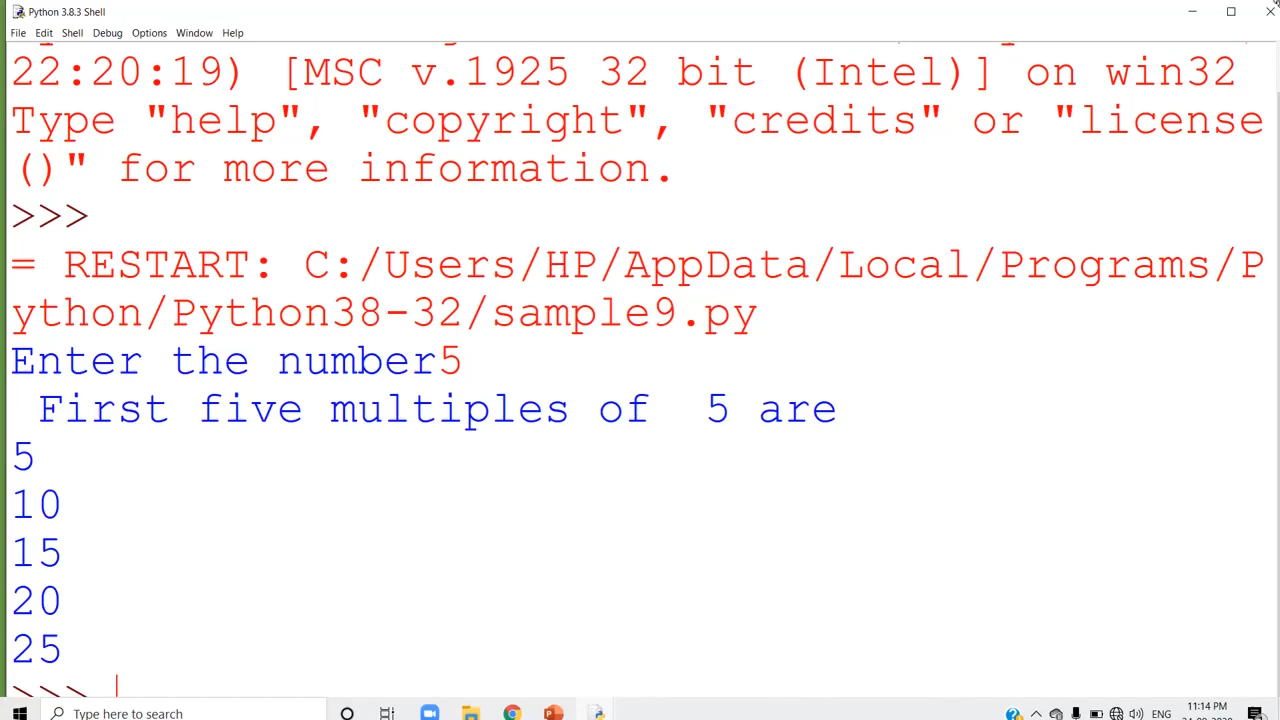 Python 3.8.3 Shell
File Edit Shell Debug Options Window Help
22:20:19) [MSC v.1925 32 bit (Intel)] on win32
Type "help", "copyright", "credits" or "license
()" for more information.
>>>
= RESTART: C:/Users/HP/AppData/Local/Programs/P
ython/Python38-32/sample9.py
Enter the number5
First five multiples of  5 are
5
10
15
20
25
>>>
Type here to search
ENG
11:14 PM